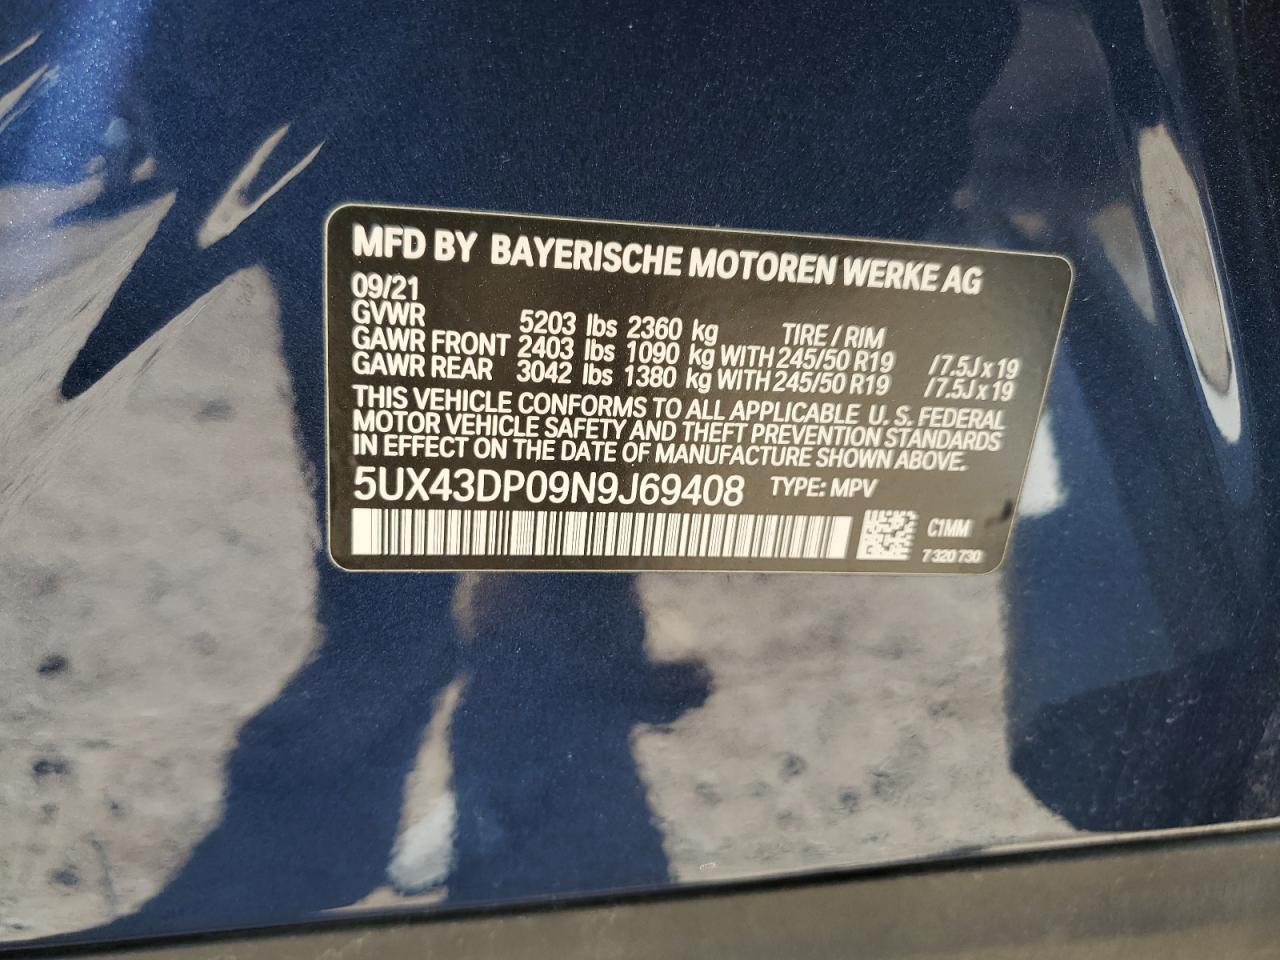 MFD BY BAYERISCHE MOTOREN WERKE AG
09/21
GVWR 5203 lbs 2360 kg TIRE / RIM
GAWR FRONT 2403 lbs 1090 kg WITH 245/50 R19 /7.5J x 19
GAWR REAR 3042 lbs 1380 kg WITH 245/50 R19 /7.5J x 19
THIS VEHICLE CONFORMS TO ALL APPLICABLE U.S. FEDERAL
MOTOR VEHICLE SAFETY AND THEFT PREVENTION STANDARDS
IN EFFECT ON THE DATE OF MANUFACTURE SHOWN ABOVE.
5UX43DP09N9J69408 TYPE: MPV
C1MM
7 320 730